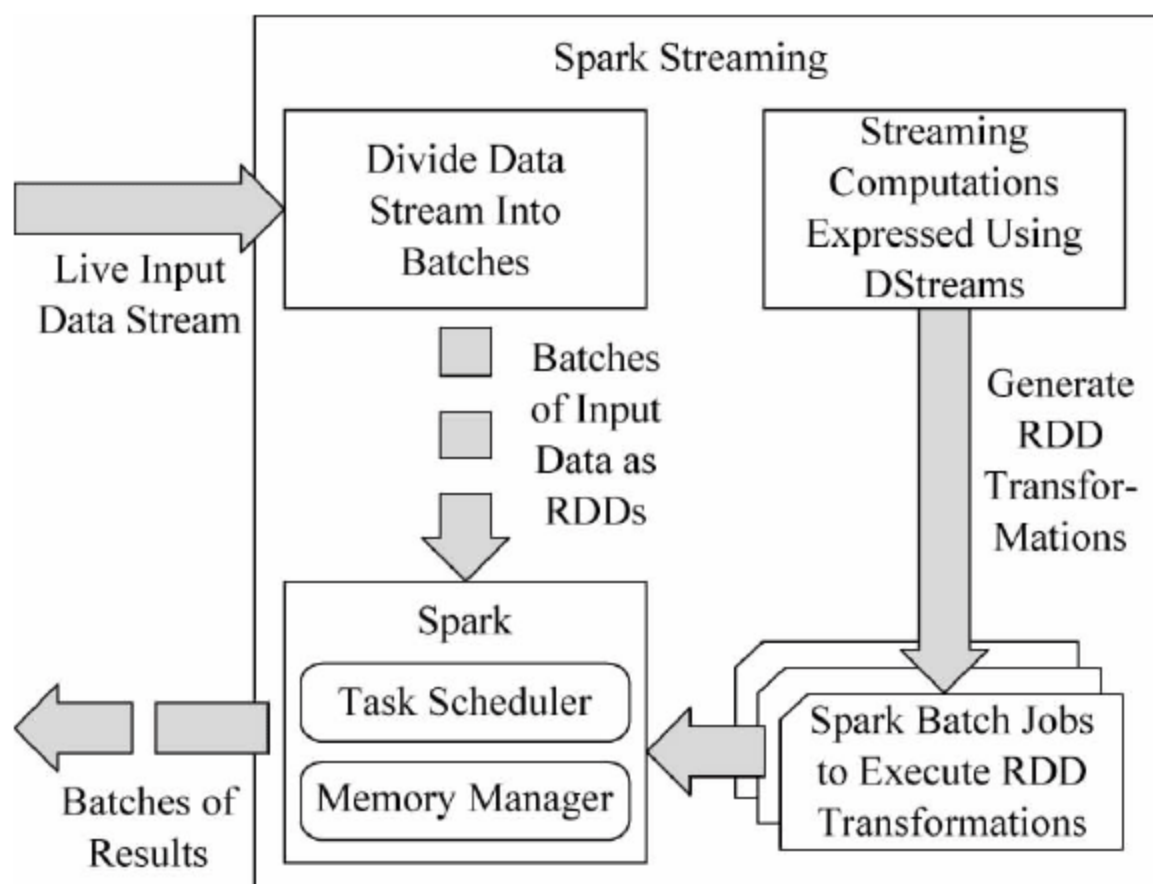 Spark Streaming
Divide Data
Stream Into
Batches
Streaming
Computations
Expressed Using
DStreams
Live Input
Data Stream
Batches
of Input
Data as
RDDs
Generate
RDD
Transfor-
Mations
Spark
Task Scheduler
Memory Manager
Spark Batch Jobs
to Execute RDD
Transformations
Batches of
Results